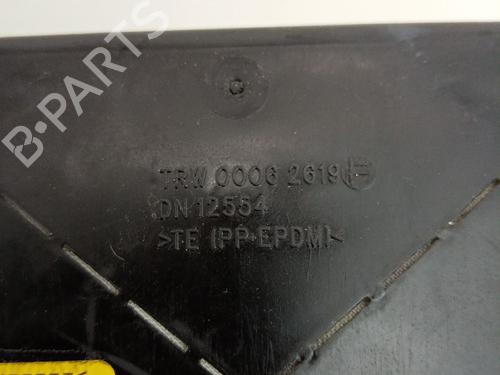 B-PARTS
TRW 0006 2619
DN 12554
>TE (PP-EPDM)<